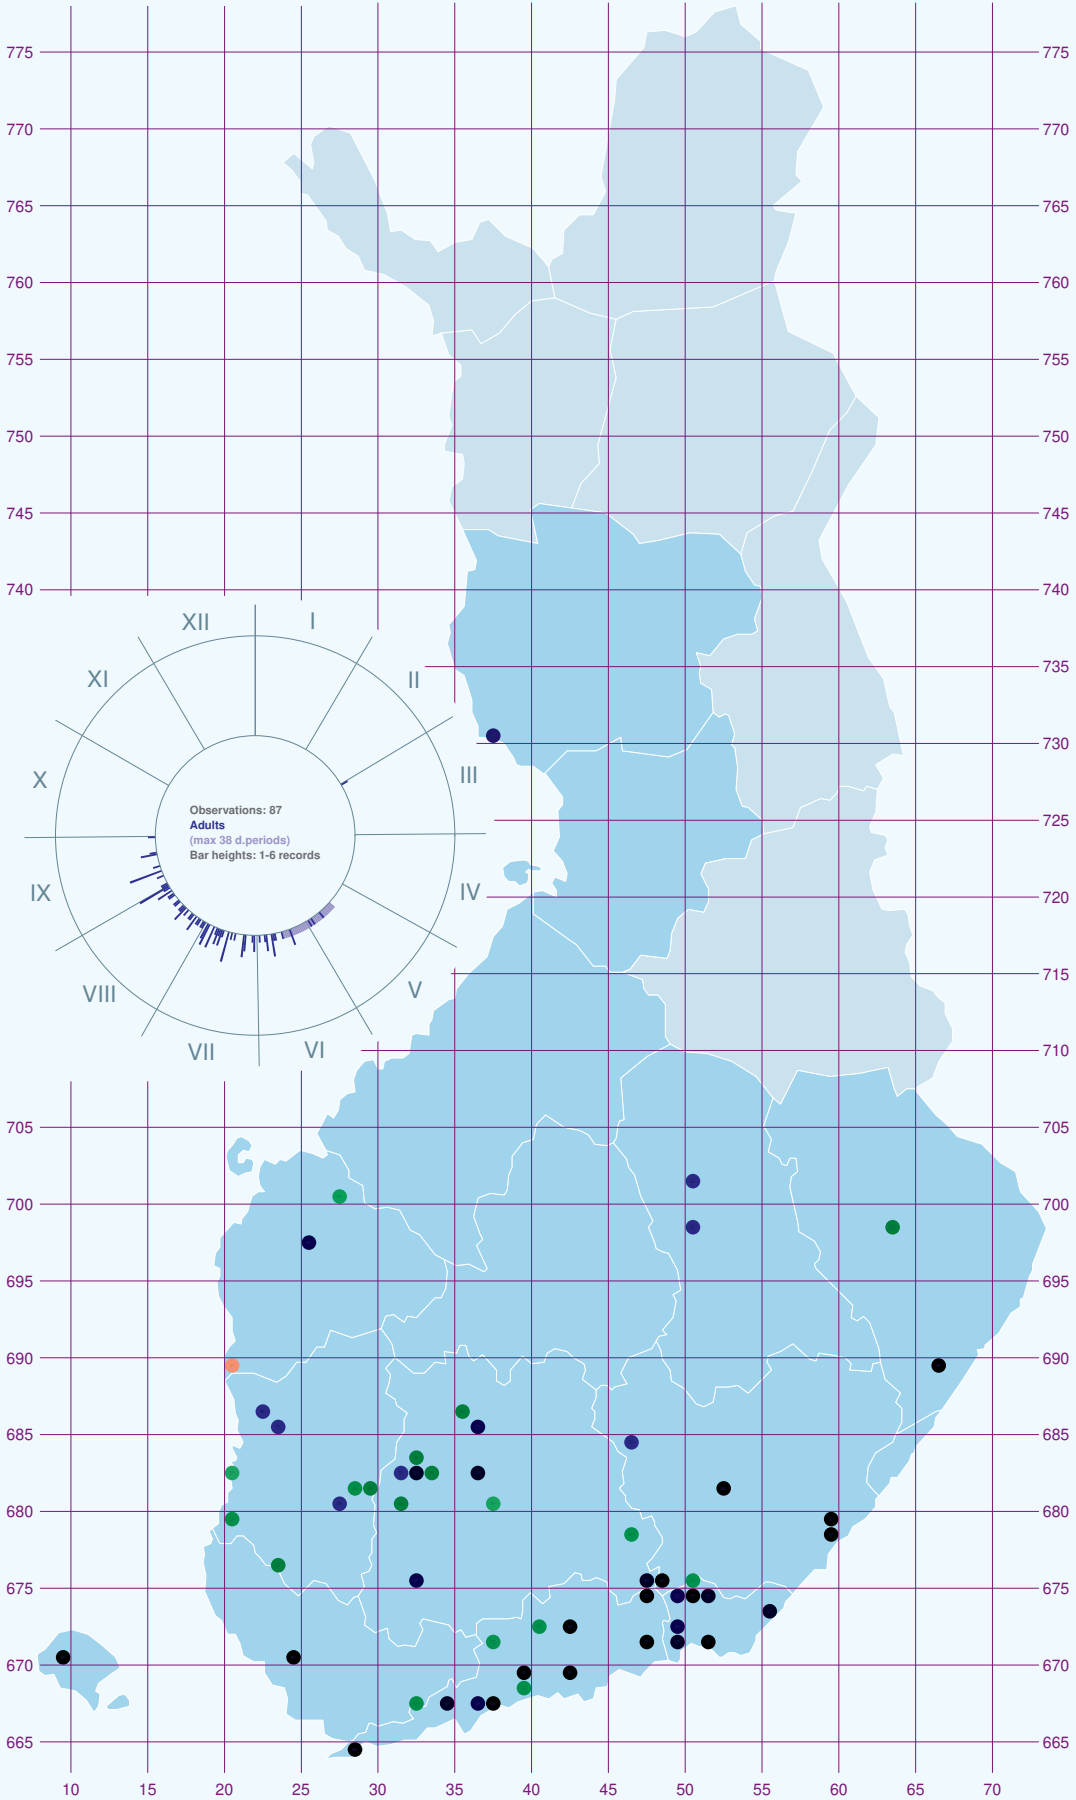 775 775
770 770
765 765
760 760
755 755
750 750
745 745
740 740
XII I
XI II
735
730
X III
Observations: 87
Adults
(max 38 d.periods)
Bar heights: 1-6 records
725
IX IV
720
VIII V
715
VII VI
710
705 705
700 700
695 695
690 690
685 685
680 680
675 675
670 670
665 665
10 15 20 25 30 35 40 45 50 55 60 65 70